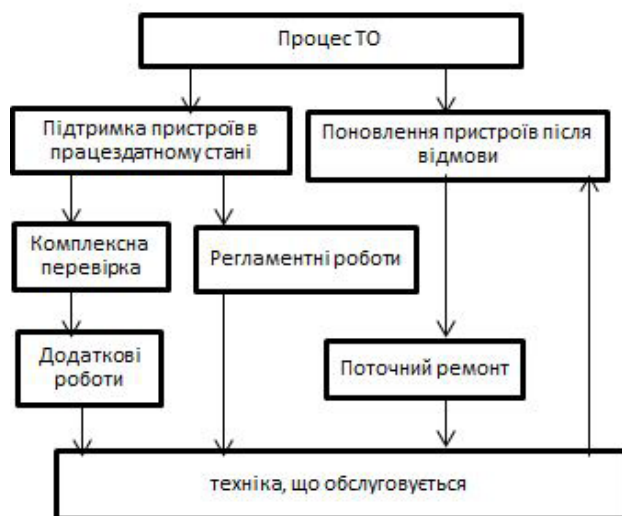 Процес ТО
Підтримка пристроїв в
працездатному стані
Поновлення пристроїв після
відмови
Комплексна
перевірка
Регламентні роботи
Додаткові
роботи
Поточний ремонт
техніка, що обслуговується